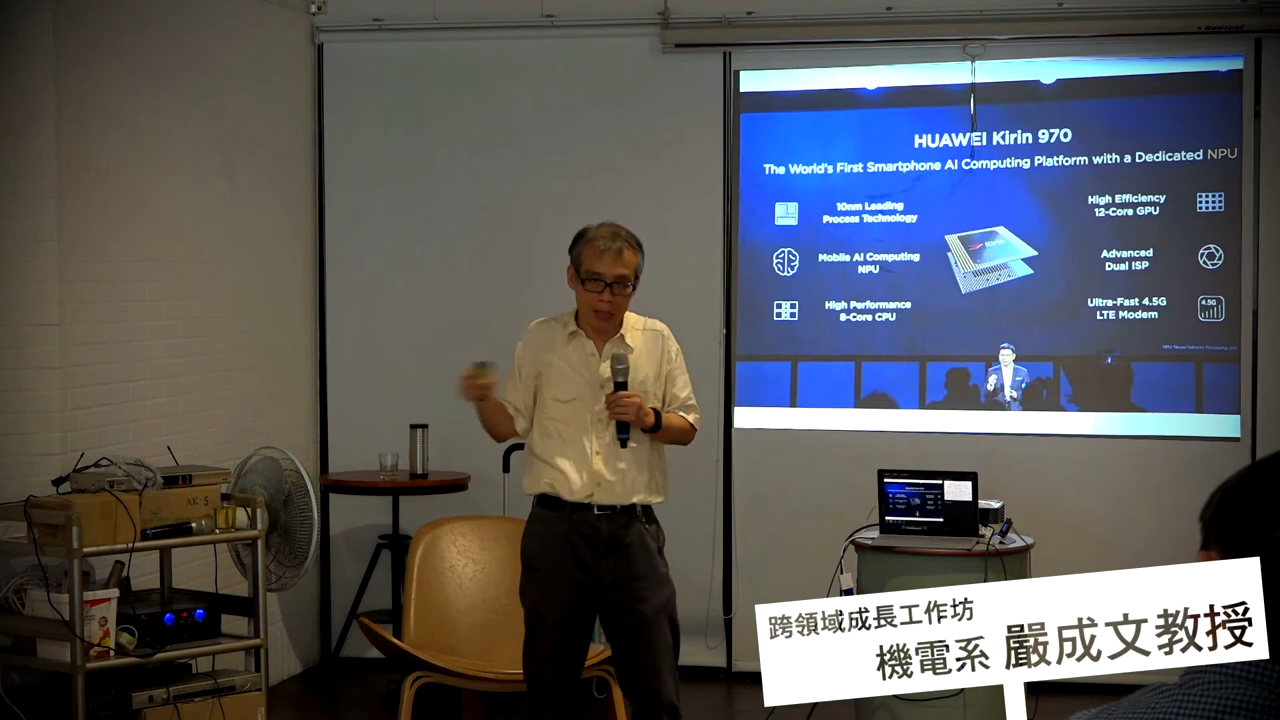 HUAWEI Kirin 970
The World's First Smartphone AI Computing Platform with a Dedicated NPU
10nm Leading
Process Technology
Mobile AI Computing
NPU
High Performance
8-Core CPU
High Efficiency
12-Core GPU
Advanced
Dual ISP
4.5G
Ultra-Fast 4.5G
LTE Modem
AK-5
跨領域成長工作坊
機電系 嚴成文教授